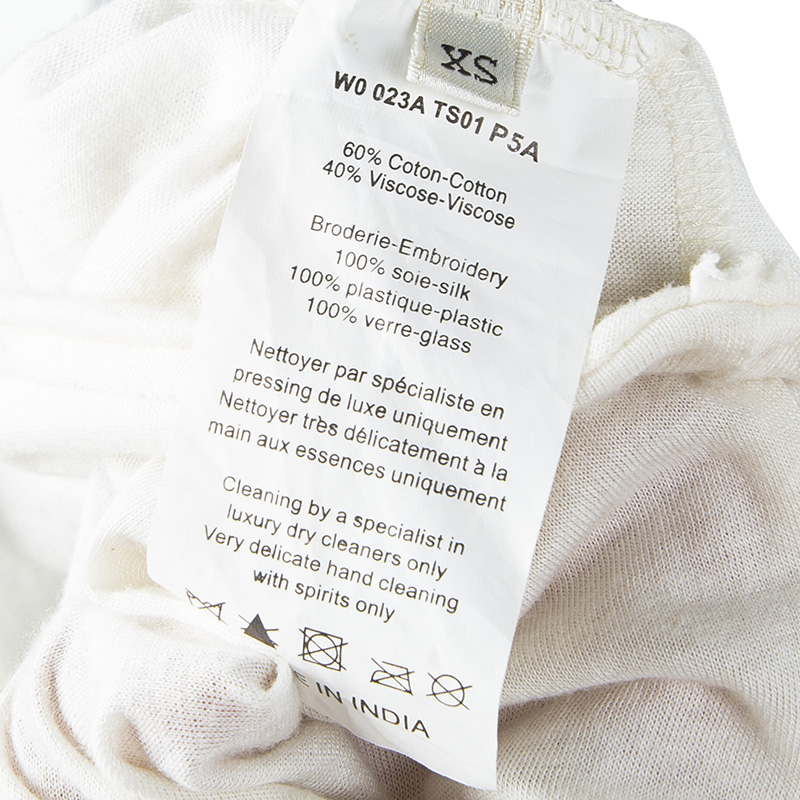 XS
W0 023A TS01 P5A
60% Coton-Cotton
40% Viscose-Viscose
Broderie-Embroidery
100% soie-silk
100% plastique-plastic
100% verre-glass
Nettoyer par spécialiste en
pressing de luxe uniquement
Nettoyer très délicatement à la
main aux essences uniquement
Cleaning by a specialist in
luxury dry cleaners only
Very delicate hand cleaning
with spirits only
IN INDIA